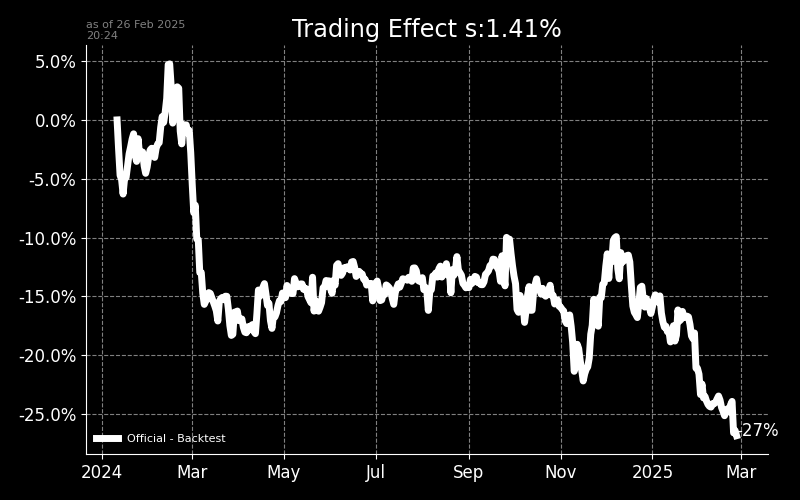 as of 26 Feb 2025
20:24
Trading Effect s:1.41%
5.0%
0.0%
-5.0%
-10.0%
-15.0%
-20.0%
-25.0%
-27%
Official - Backtest
2024 Mar May Jul Sep Nov 2025 Mar